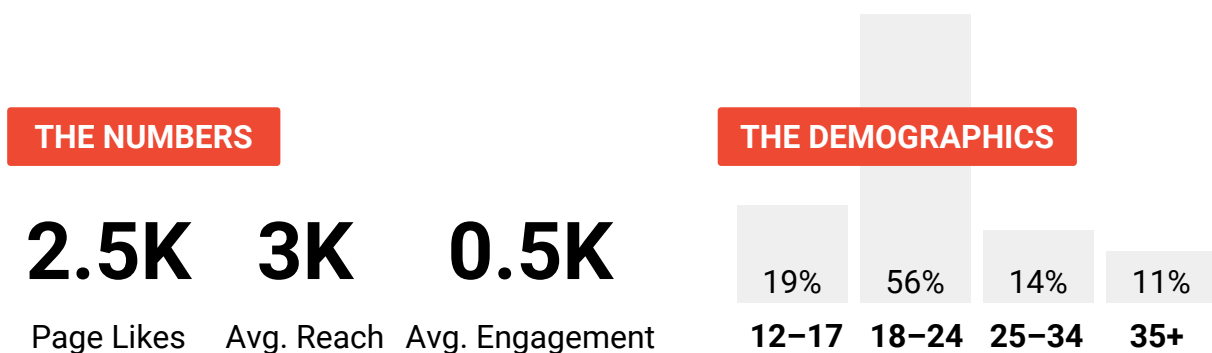 THE NUMBERS
2.5K 3K 0.5K
Page Likes Avg. Reach Avg. Engagement
THE DEMOGRAPHICS
19% 56% 14% 11%
12–17 18–24 25–34 35+